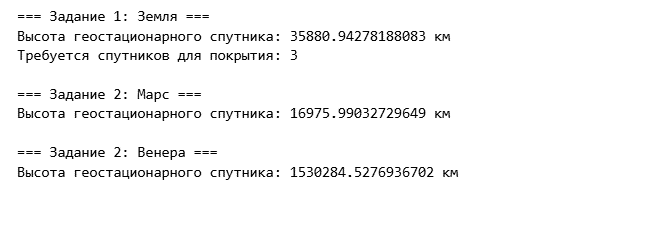 === Задание 1: Земля ===
Высота геостационарного спутника: 35880.94278188083 км
Требуется спутников для покрытия: 3
=== Задание 2: Марс ===
Высота геостационарного спутника: 16975.99032729649 км
=== Задание 2: Венера ===
Высота геостационарного спутника: 1530284.5276936702 км